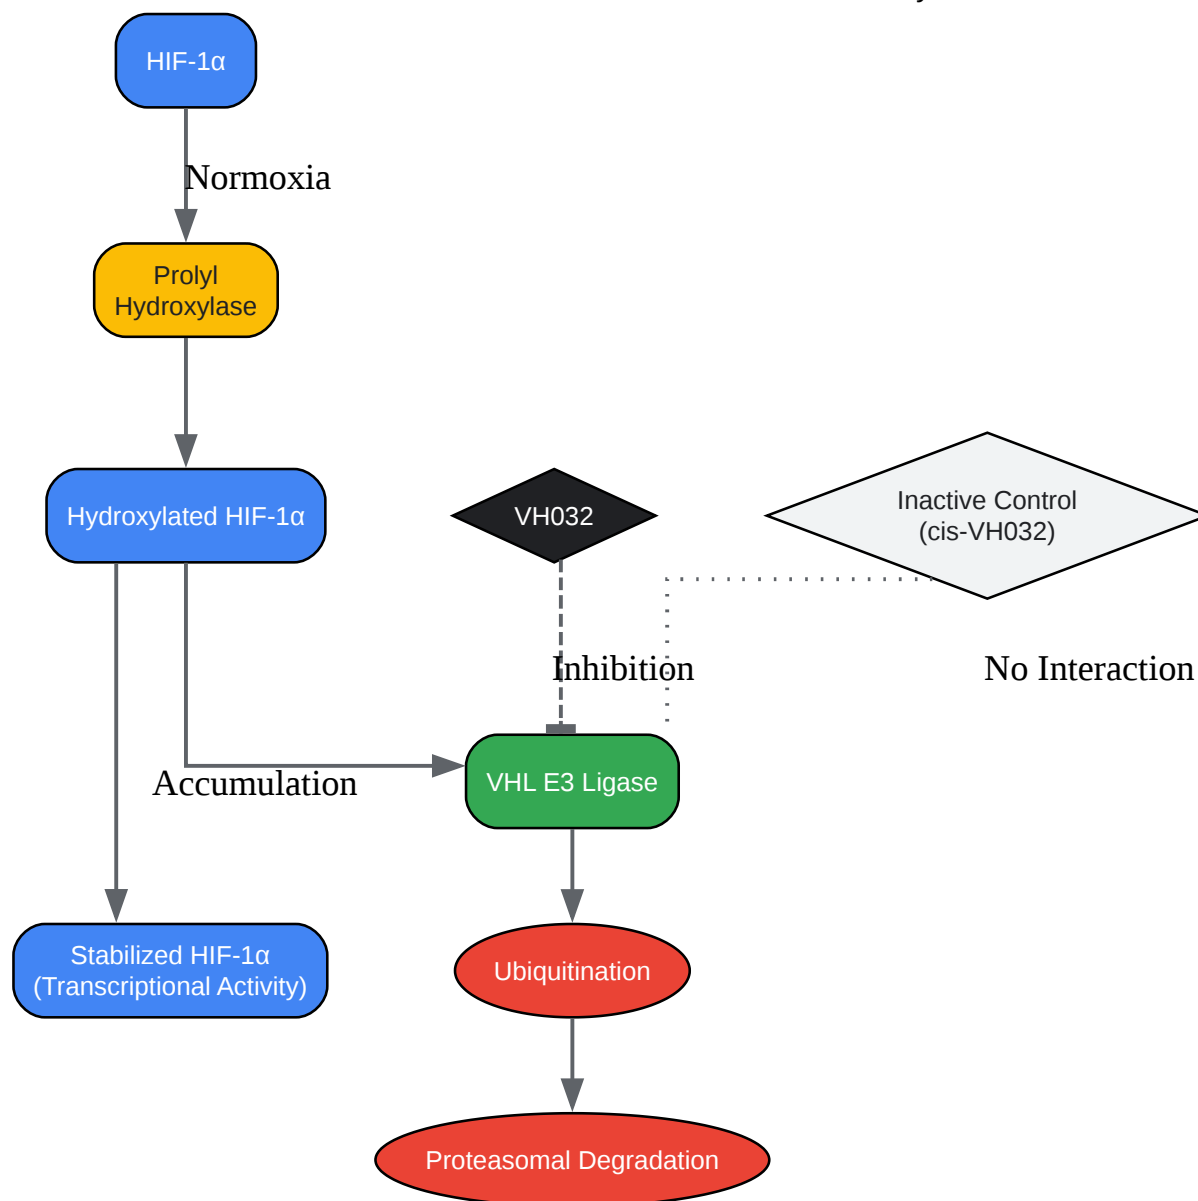 HIF-1α
Normoxia
Prolyl
Hydroxylase
Hydroxylated HIF-1α
VH032
Inactive Control
(cis-VH032)
Inhibition
No Interaction
Accumulation
VHL E3 Ligase
Stabilized HIF-1α
(Transcriptional Activity)
Ubiquitination
Proteasomal Degradation